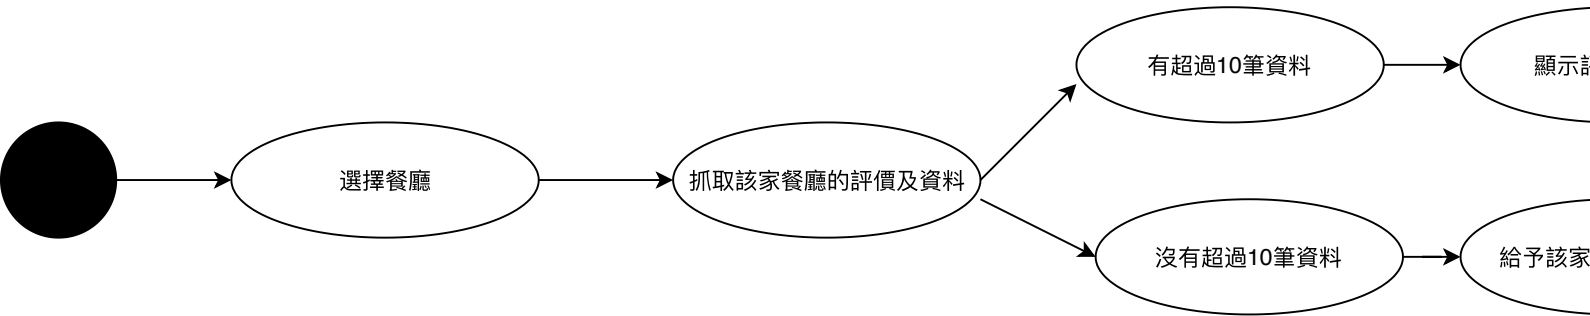 有超過10筆資料
顯示
選擇餐廳
抓取該家餐廳的評價及資料
沒有超過10筆資料
給予該家